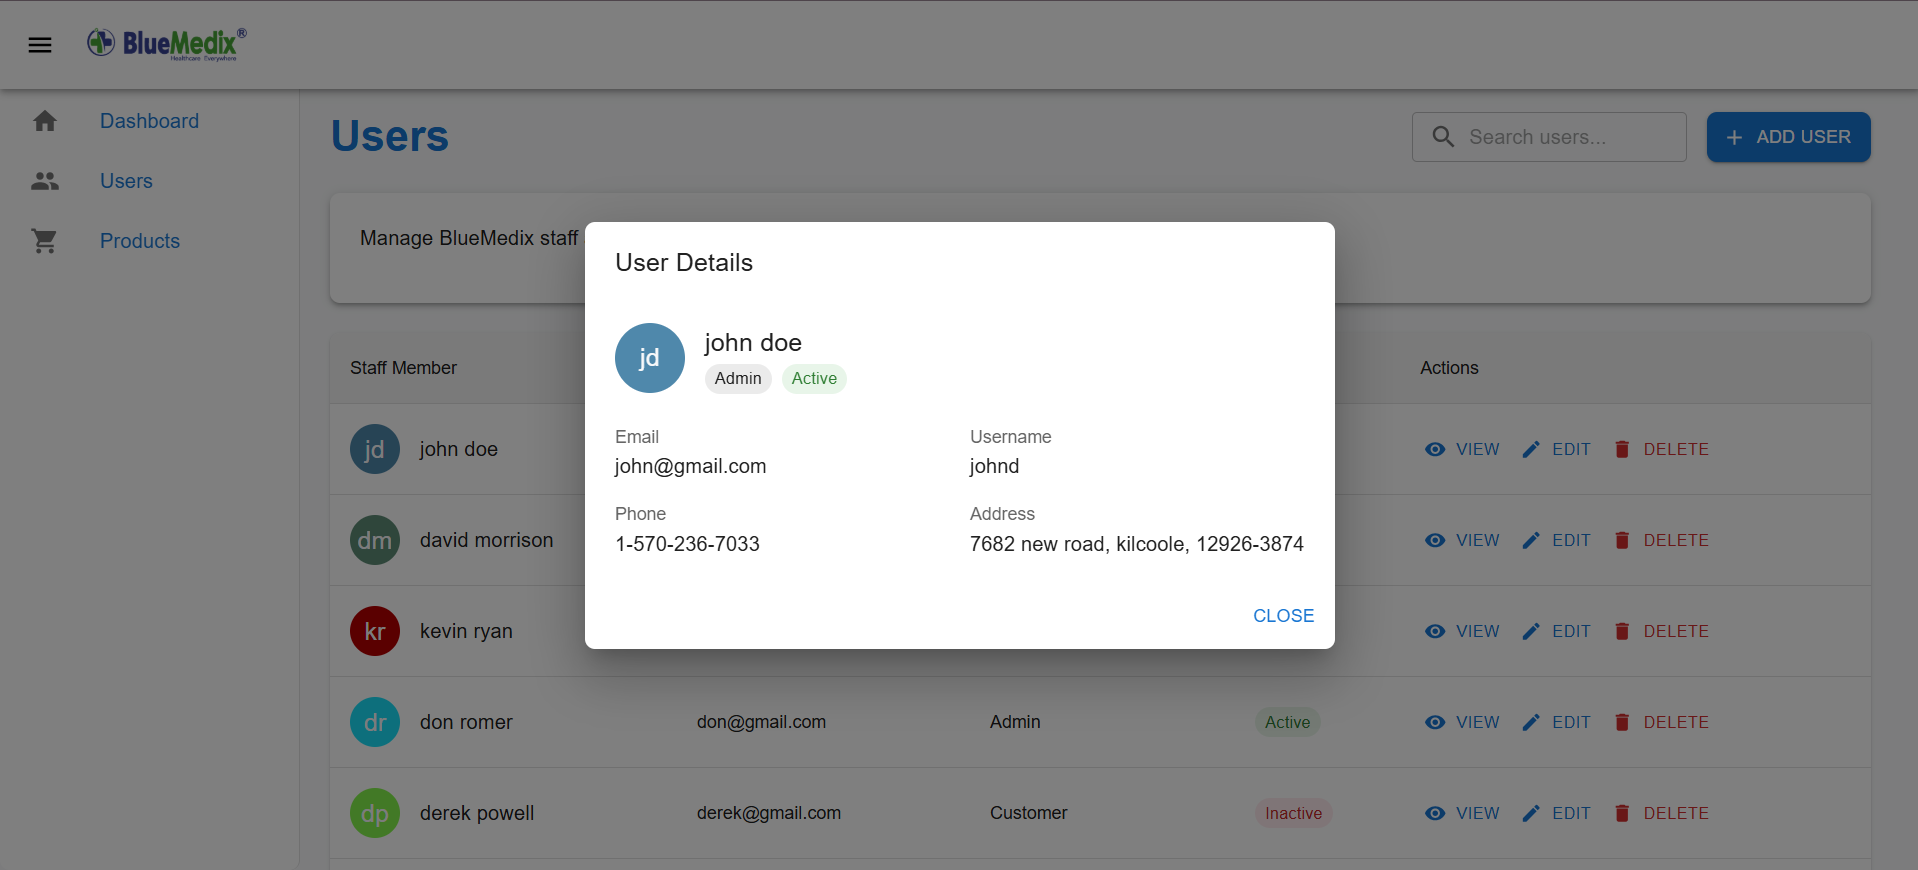 BlueMedix®
Healthcare Everywhere
Dashboard
Users
Products
Users
Search users...
+ ADD USER
Manage BlueMedix staff
User Details
jd
john doe
Admin Active
Email Username
john@gmail.com johnd
Phone Address
1-570-236-7033 7682 new road, kilcoole, 12926-3874
CLOSE
Staff Member Actions
jd john doe VIEW EDIT DELETE
dm david morrison VIEW EDIT DELETE
kr kevin ryan VIEW EDIT DELETE
dr don romer don@gmail.com Admin Active VIEW EDIT DELETE
dp derek powell derek@gmail.com Customer Inactive VIEW EDIT DELETE